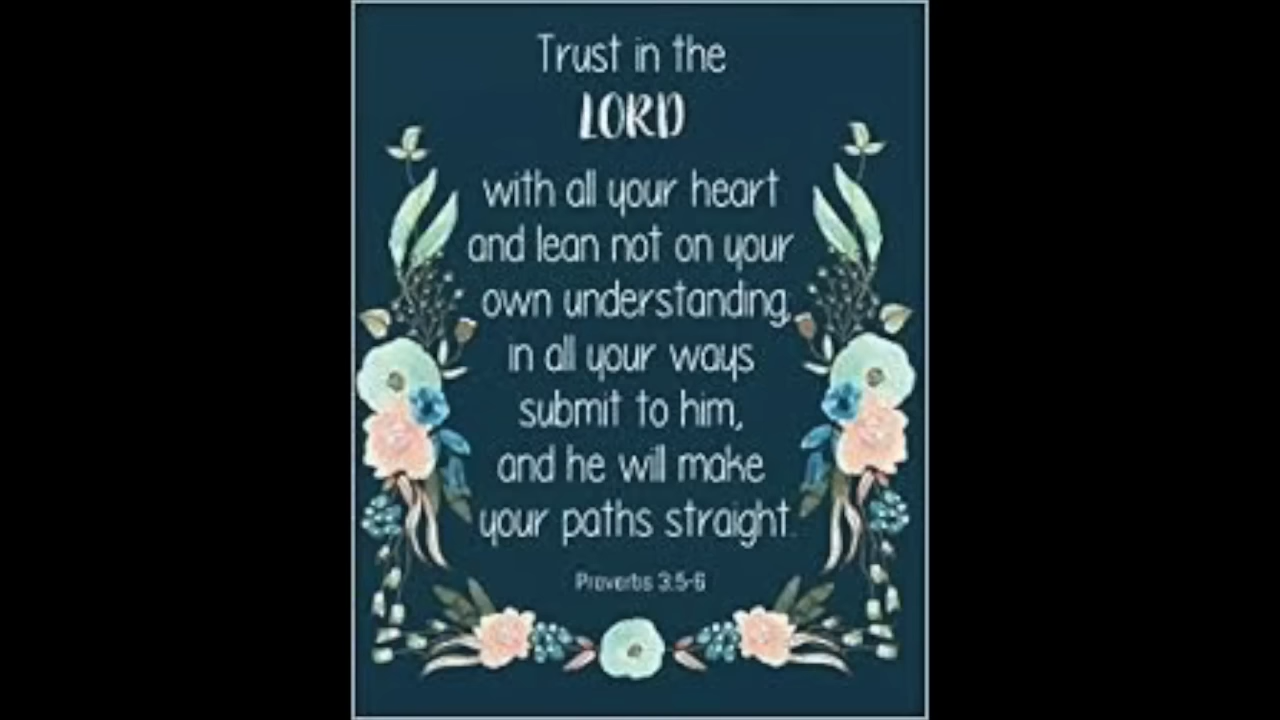 Trust in the
LORD
with all your heart
and lean not on your
own understanding,
in all your ways
submit to him,
and he will make
your paths straight.
Proverbs 3:5-6